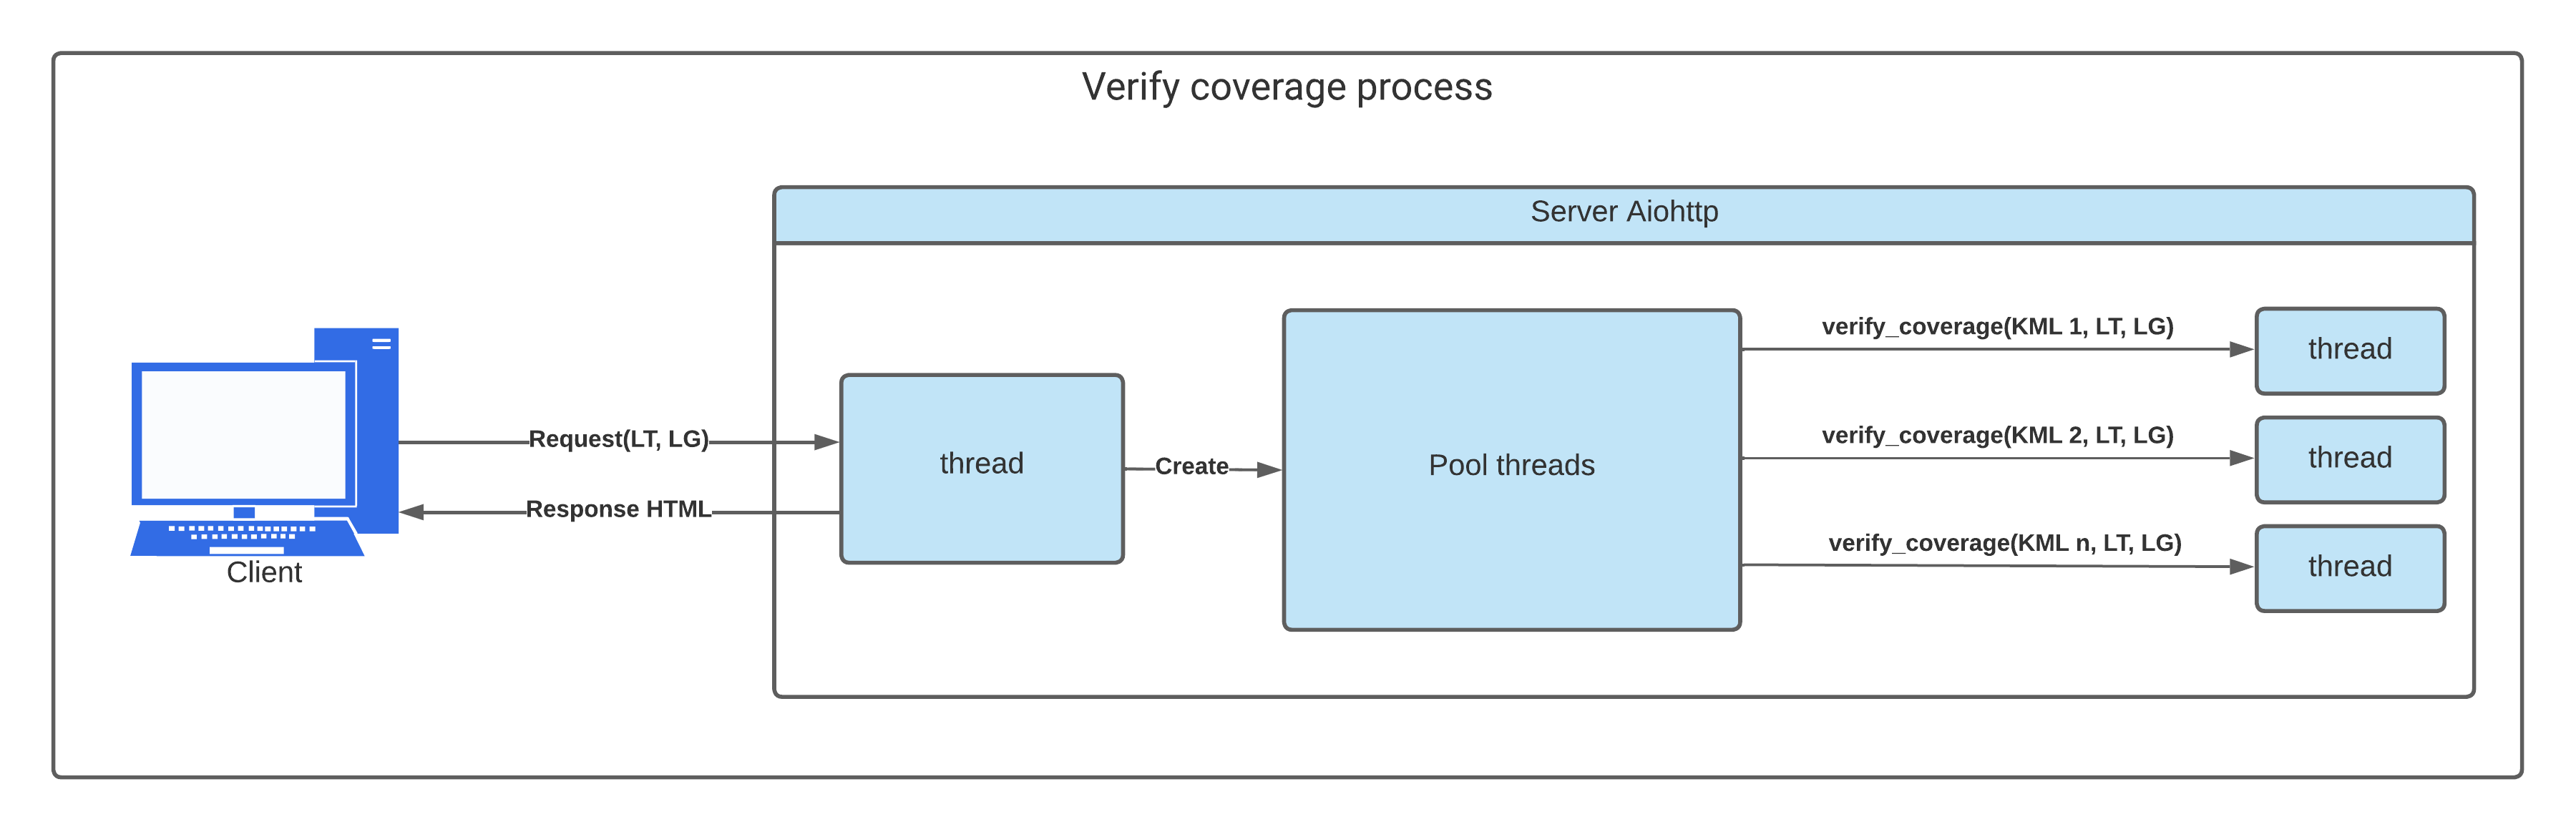 Verify coverage process
Server Aiohttp
Request(LT, LG)
Response HTML
Client
thread
Create
Pool threads
verify_coverage(KML 1, LT, LG)
thread
verify_coverage(KML 2, LT, LG)
thread
verify_coverage(KML n, LT, LG)
thread